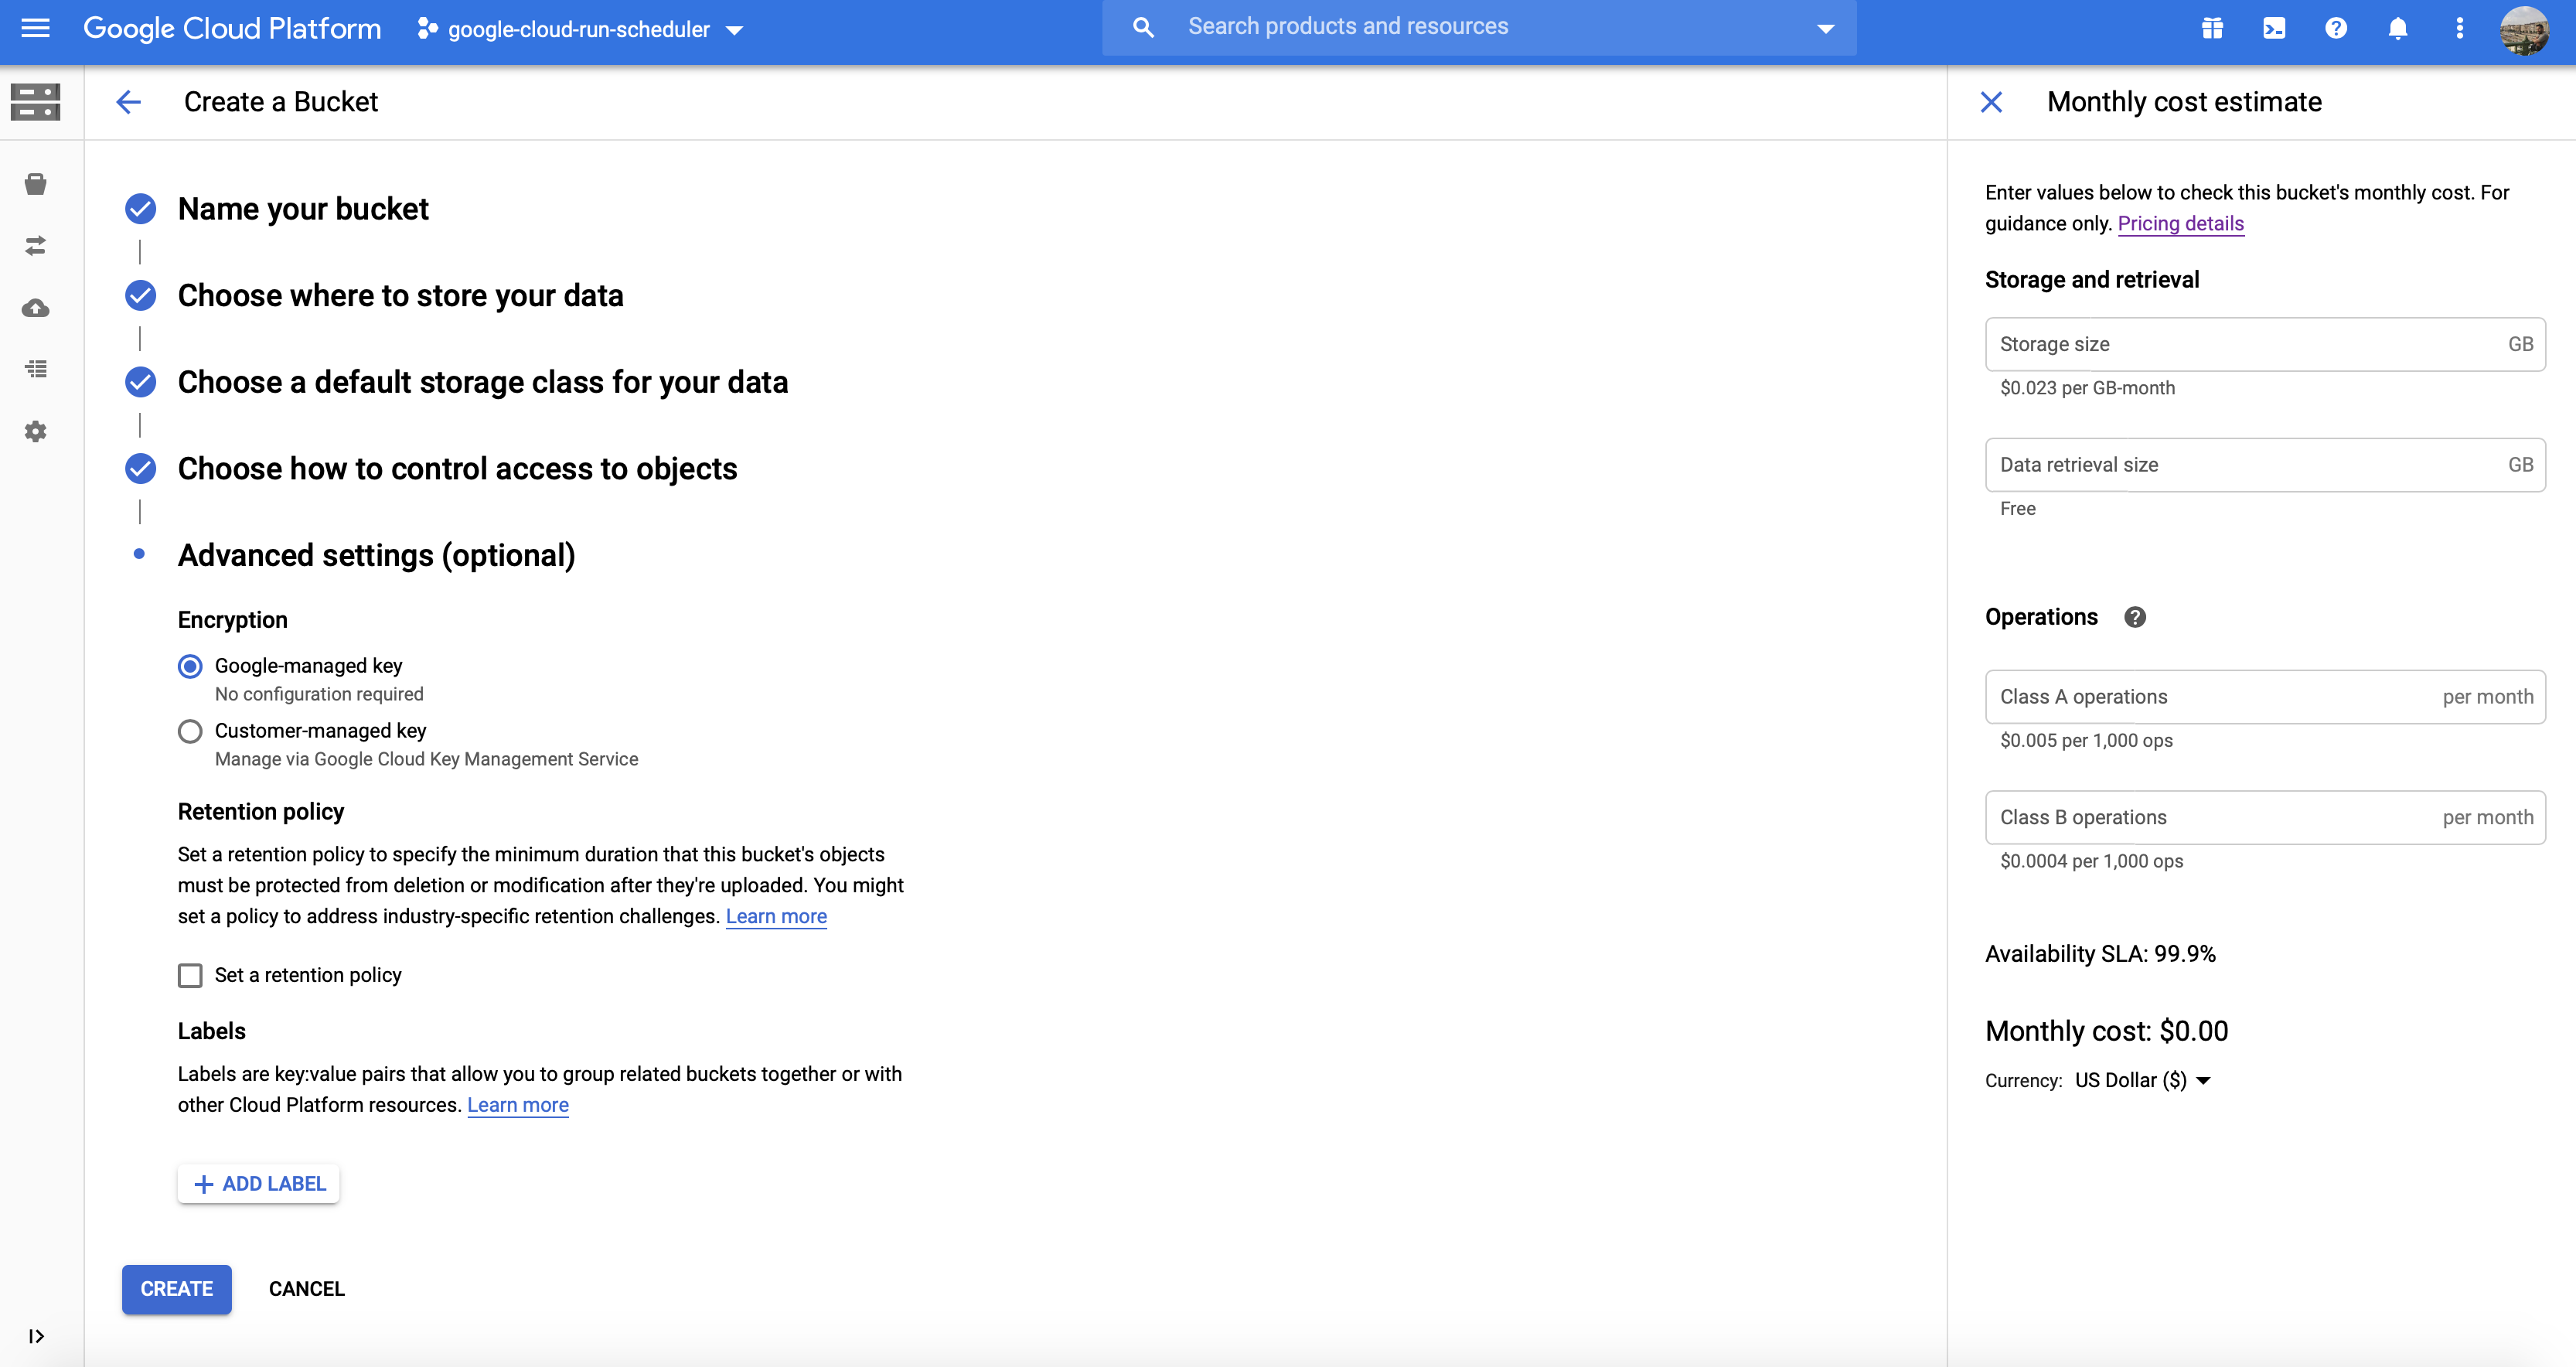 Google Cloud Platform
google-cloud-run-scheduler
Search products and resources
Create a Bucket
Name your bucket
Choose where to store your data
Choose a default storage class for your data
Choose how to control access to objects
Advanced settings (optional)
Encryption
Google-managed key
No configuration required
Customer-managed key
Manage via Google Cloud Key Management Service
Retention policy
Set a retention policy to specify the minimum duration that this bucket's objects
must be protected from deletion or modification after they're uploaded. You might
set a policy to address industry-specific retention challenges. Learn more
Set a retention policy
Labels
Labels are key:value pairs that allow you to group related buckets together or with
other Cloud Platform resources. Learn more
ADD LABEL
CREATE CANCEL
Monthly cost estimate
Enter values below to check this bucket's monthly cost. For
guidance only. Pricing details
Storage and retrieval
Storage size GB
$0.023 per GB-month
Data retrieval size GB
Free
Operations
Class A operations per month
$0.005 per 1,000 ops
Class B operations per month
$0.0004 per 1,000 ops
Availability SLA: 99.9%
Monthly cost: $0.00
Currency: US Dollar ($)